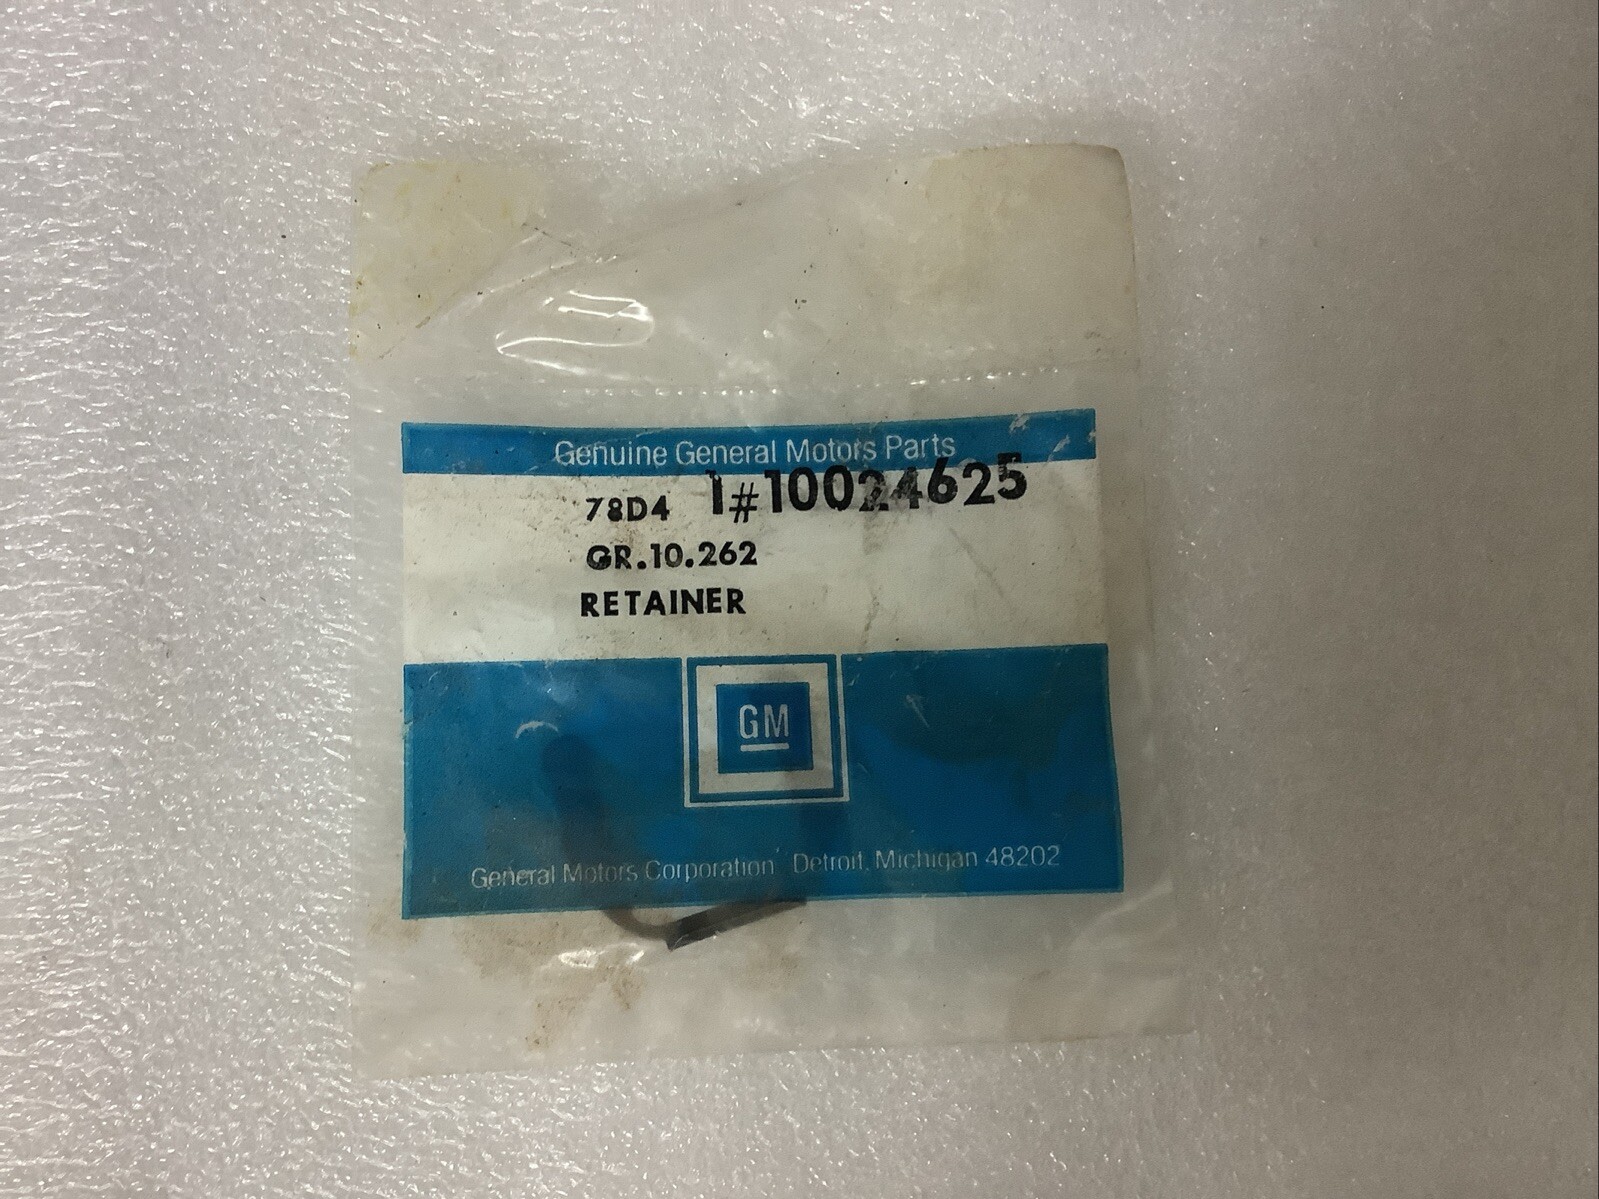 Genuine General Motors Parts
78D4 1#10024625
GR.10.262
RETAINER
GM
General Motors Corporation Detroit, Michigan 48202